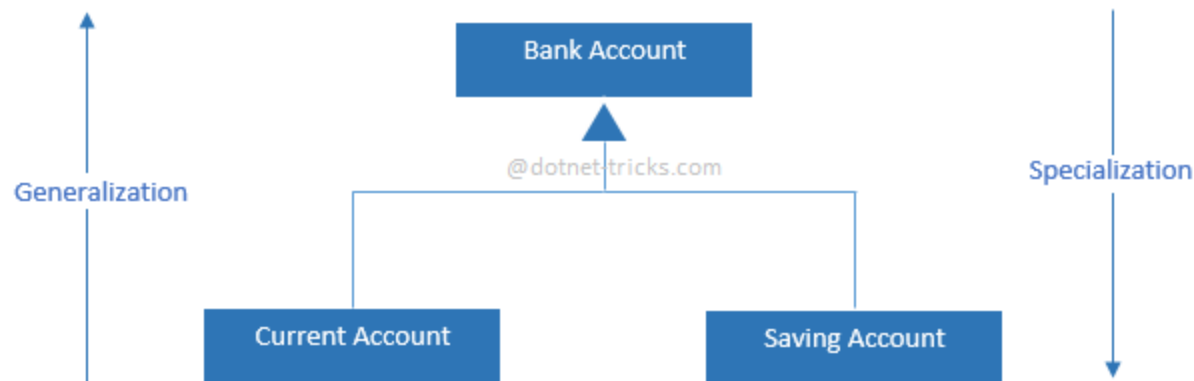 Bank Account
@dotnet-tricks.com
Generalization
Specialization
Current Account
Saving Account